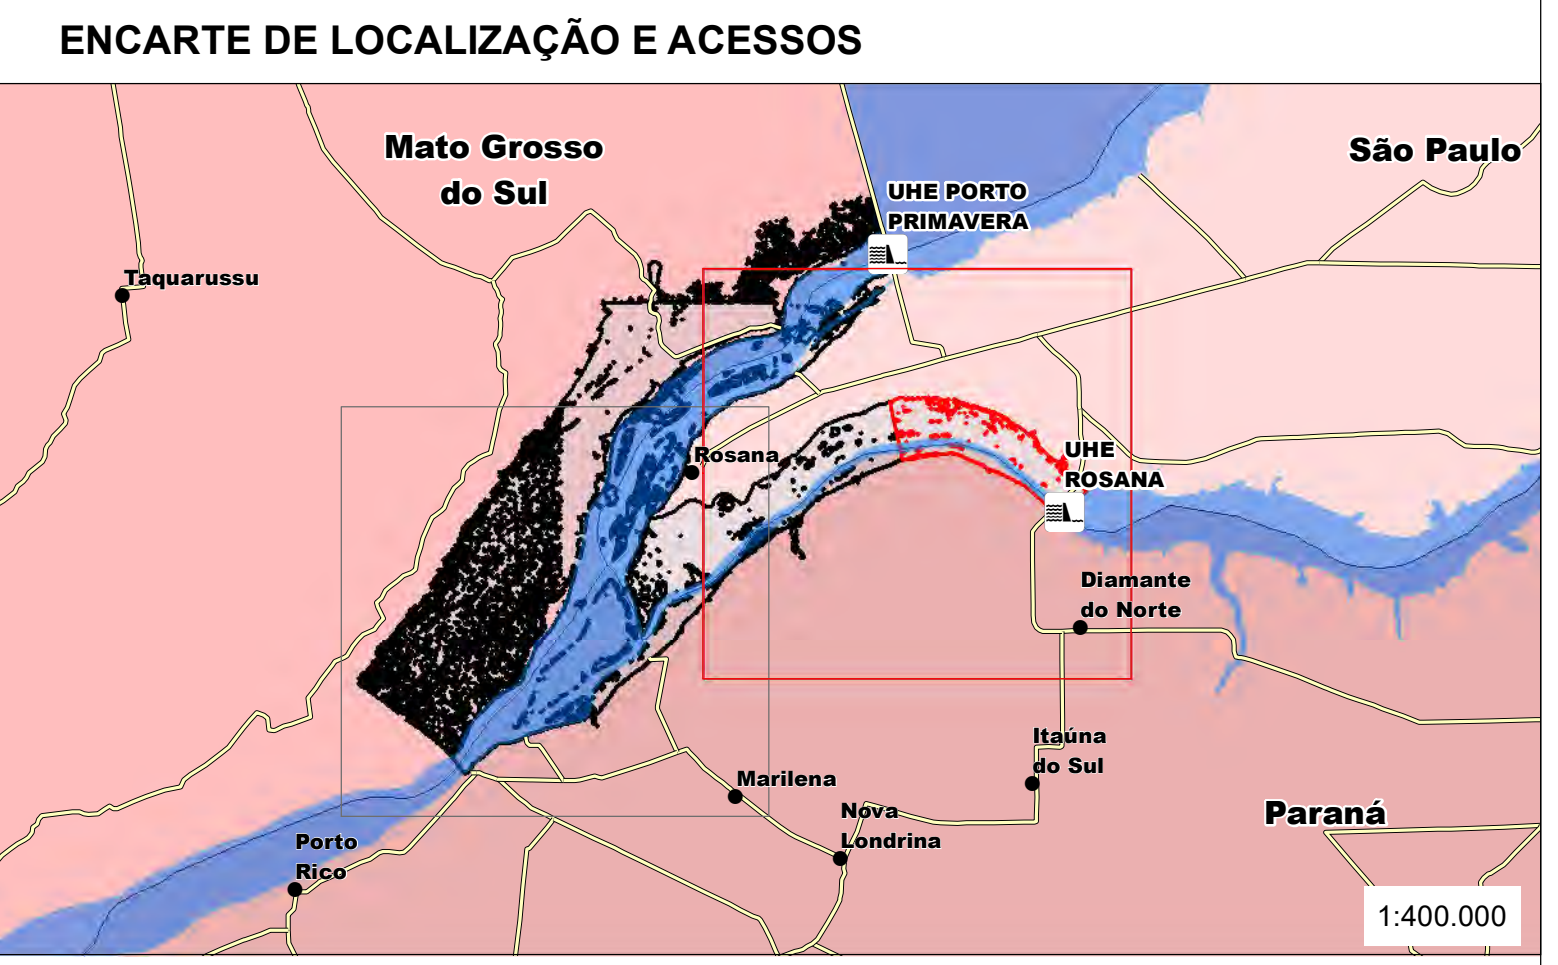 ENCARTE DE LOCALIZAÇÃO E ACESSOS
Mato Grosso
do Sul
São Paulo
UHE PORTO
PRIMAVERA
Taquarussu
Rosana
UHE
ROSANA
Diamante
do Norte
Itaúna
do Sul
Marilena
Nova
Londrina
Paraná
Porto
Rico
1:400.000